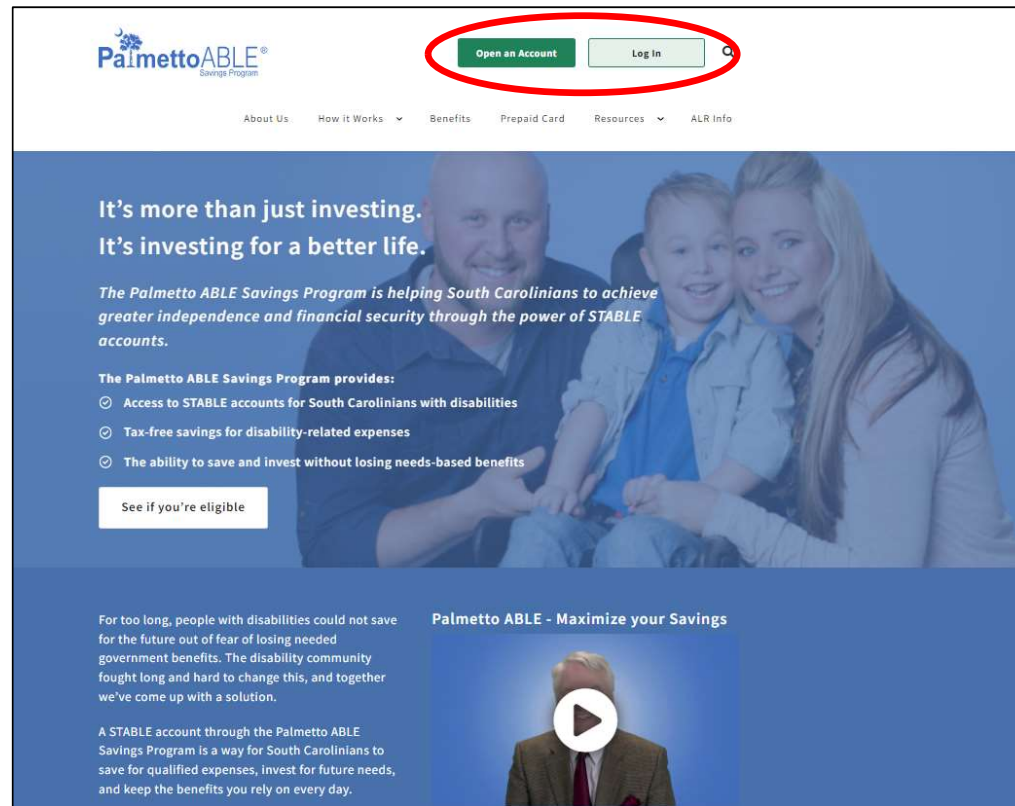 PalmettoABLE®
Savings Program
Open an Account
Log In
About Us How it Works Benefits Prepaid Card Resources ALR Info
It’s more than just investing.
It’s investing for a better life.
The Palmetto ABLE Savings Program is helping South Carolinians to achieve
greater independence and financial security through the power of STABLE
accounts.
The Palmetto ABLE Savings Program provides:
Access to STABLE accounts for South Carolinians with disabilities
Tax-free savings for disability-related expenses
The ability to save and invest without losing needs-based benefits
See if you’re eligible
For too long, people with disabilities could not save
for the future out of fear of losing needed
government benefits. The disability community
fought long and hard to change this, and together
we’ve come up with a solution.
A STABLE account through the Palmetto ABLE
Savings Program is a way for South Carolinians to
save for qualified expenses, invest for future needs,
and keep the benefits you rely on every day.
Palmetto ABLE - Maximize your Savings